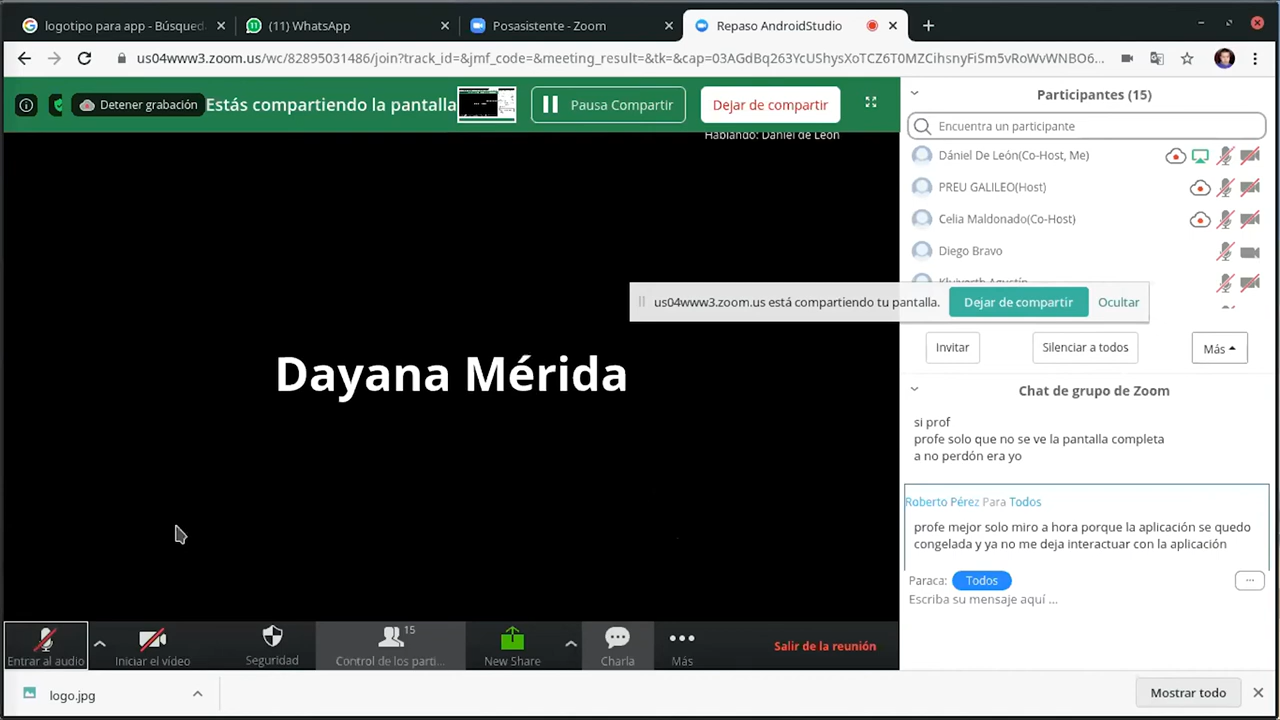 logotipo para app - Búsqued
(11) WhatsApp
Posasistente - Zoom
Repaso AndroidStudio
us04www3.zoom.us/wc/82895031486/join?track_id=&jmf_code=&meeting_result=&tk=&cap=03AGdBq263YcUShysXoTCZ6T0MZCihsnyFiSm5vRoWvWNBO6...
Detener grabación
Estás compartiendo la pantalla
Pausa Compartir
Dejar de compartir
Hablando: Daniel de León
Participantes (15)
Encuentra un participante
Dániel De León(Co-Host, Me)
PREU GALILEO(Host)
Celia Maldonado(Co-Host)
Diego Bravo
us04www3.zoom.us está compartiendo tu pantalla.
Dejar de compartir
Ocultar
Invitar
Silenciar a todos
Más
Dayana Mérida
Chat de grupo de Zoom
si prof
profe solo que no se ve la pantalla completa
a no perdón era yo
Roberto Pérez Para Todos
profe mejor solo miro a hora porque la aplicación se quedo
congelada y ya no me deja interactuar con la aplicación
Paraca: Todos
...
Escriba su mensaje aquí ...
Entrar al audio
Iniciar el vídeo
Seguridad
15
Control de los parti...
New Share
Charla
Más
Salir de la reunión
logo.jpg
Mostrar todo